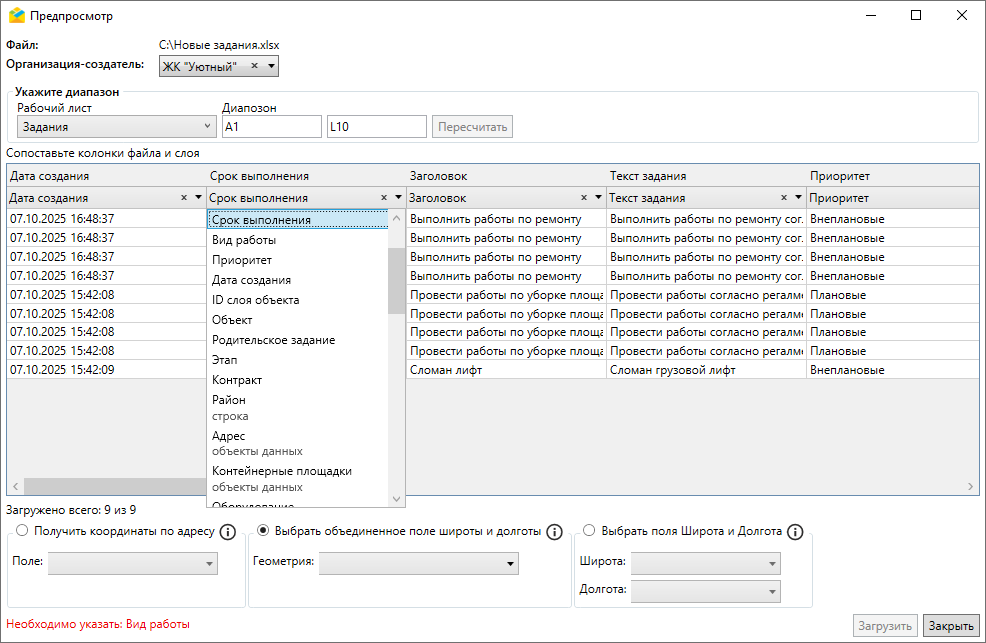 Предпросмотр
Файл: C:\Новые задания.xlsx
Организация-создатель: ЖК "Уютный"
Укажите диапазон
Рабочий лист Диапозон
Задания A1 L10 Пересчитать
Сопоставьте колонки файла и слоя
Дата создания Срок выполнения Заголовок Текст задания Приоритет
Дата создания Срок выполнения Заголовок Текст задания Приоритет
07.10.2025 16:48:37 Срок выполнения Выполнить работы по ремонту Выполнить работы по ремонту сог. Внеплановые
07.10.2025 16:48:37 Вид работы Выполнить работы по ремонту Выполнить работы по ремонту сог. Внеплановые
07.10.2025 16:48:37 Приоритет Выполнить работы по ремонту Выполнить работы по ремонту сог. Внеплановые
07.10.2025 16:48:37 Дата создания Выполнить работы по ремонту Выполнить работы по ремонту сог. Внеплановые
07.10.2025 15:42:08 ID слоя объекта Провести работы по уборке площа Провести работы согласно регалм Плановые
07.10.2025 15:42:08 Объект Провести работы по уборке площа Провести работы согласно регалм Плановые
07.10.2025 15:42:08 Родительское задание Провести работы по уборке площа Провести работы согласно регалм Плановые
07.10.2025 15:42:08 Этап Провести работы по уборке площа Провести работы согласно регалм Плановые
07.10.2025 15:42:09 Контракт Сломан лифт Сломан грузовой лифт Внеплановые
Район
строка
Адрес
объекты данных
Контейнерные площадки
объекты данных
Оборудование
Загружено всего: 9 из 9
Получить координаты по адресу Выбрать объединенное поле широты и долготы Выбрать поля Широта и Долгота
Поле: Геометрия: Широта:
Долгота:
Необходимо указать: Вид работы Загрузить Закрыть